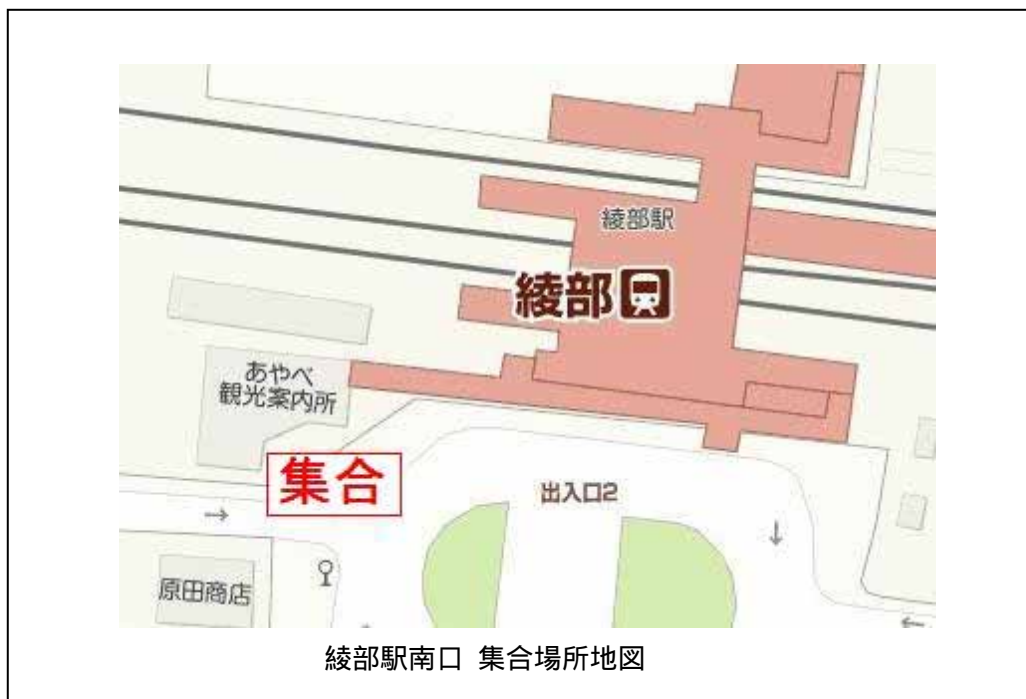 綾部駅
綾部
あやべ
観光案内所
集合
出入口2
原田商店
綾部駅南口 集合場所地図